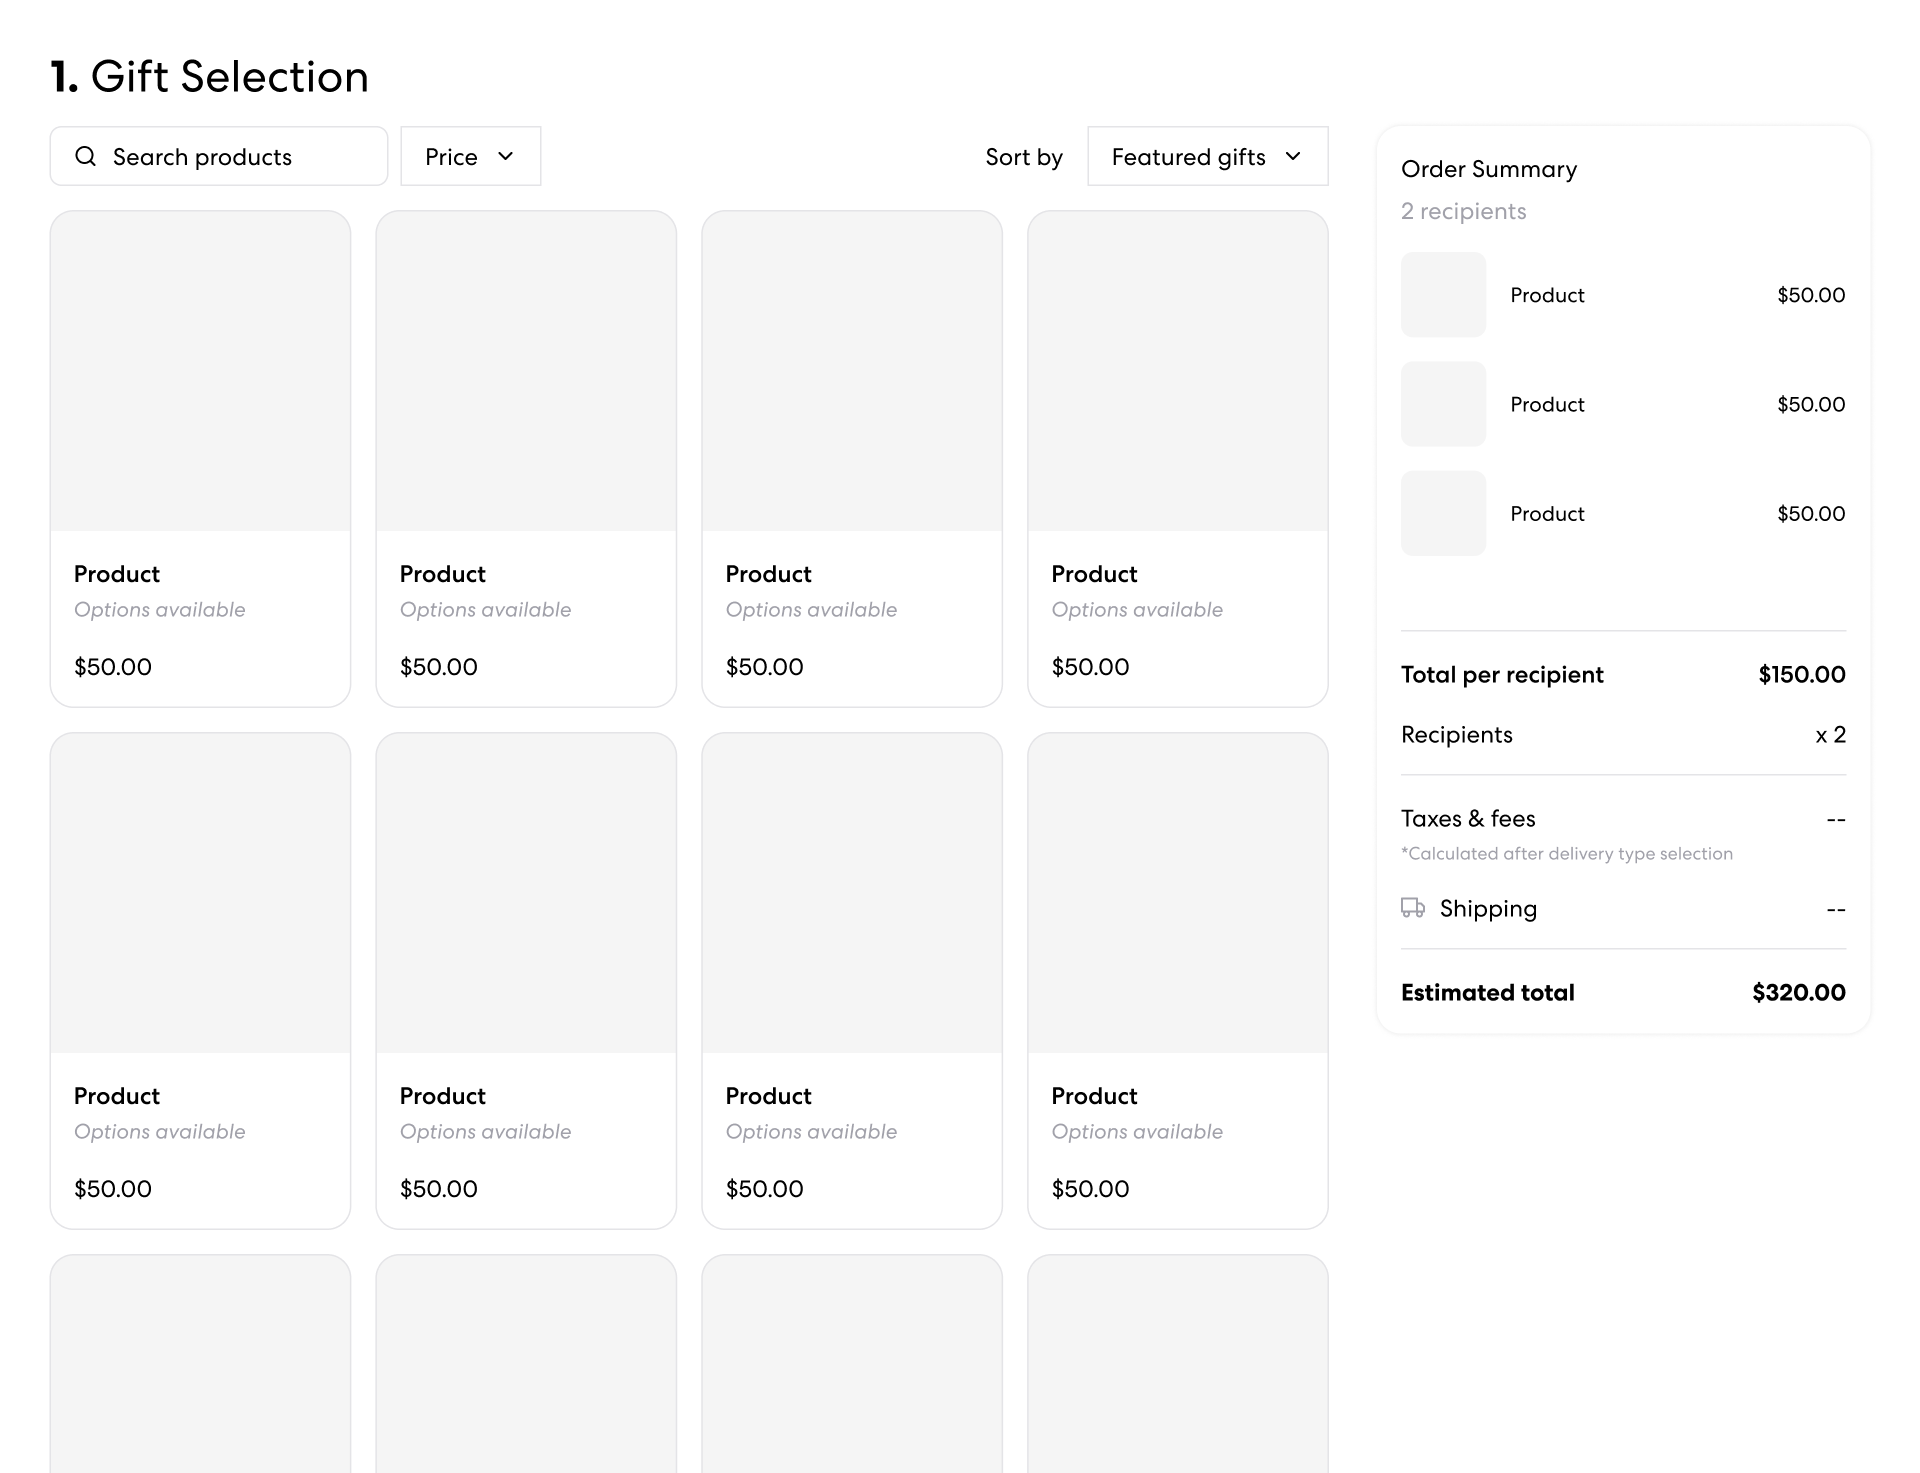 1. Gift Selection
Search products
Price
Sort by
Featured gifts
Product
Options available
$50.00
Product
Options available
$50.00
Product
Options available
$50.00
Product
Options available
$50.00
Product
Options available
$50.00
Product
Options available
$50.00
Product
Options available
$50.00
Product
Options available
$50.00
Order Summary
2 recipients
Product $50.00
Product $50.00
Product $50.00
Total per recipient $150.00
Recipients x 2
Taxes & fees --
*Calculated after delivery type selection
Shipping --
Estimated total $320.00